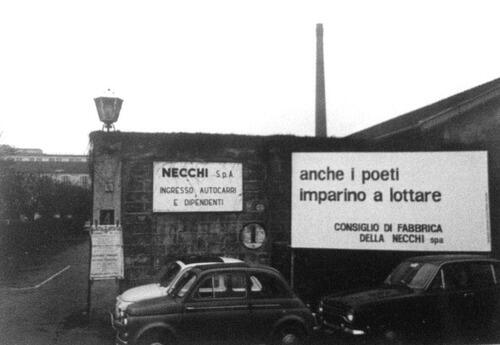 NECCHI S.p.A
INGRESSO AUTOCARRI
E DIPENDENTI
anche i poeti
imparino a lottare
CONSIGLIO DI FABBRICA
DELLA NECCHI spa